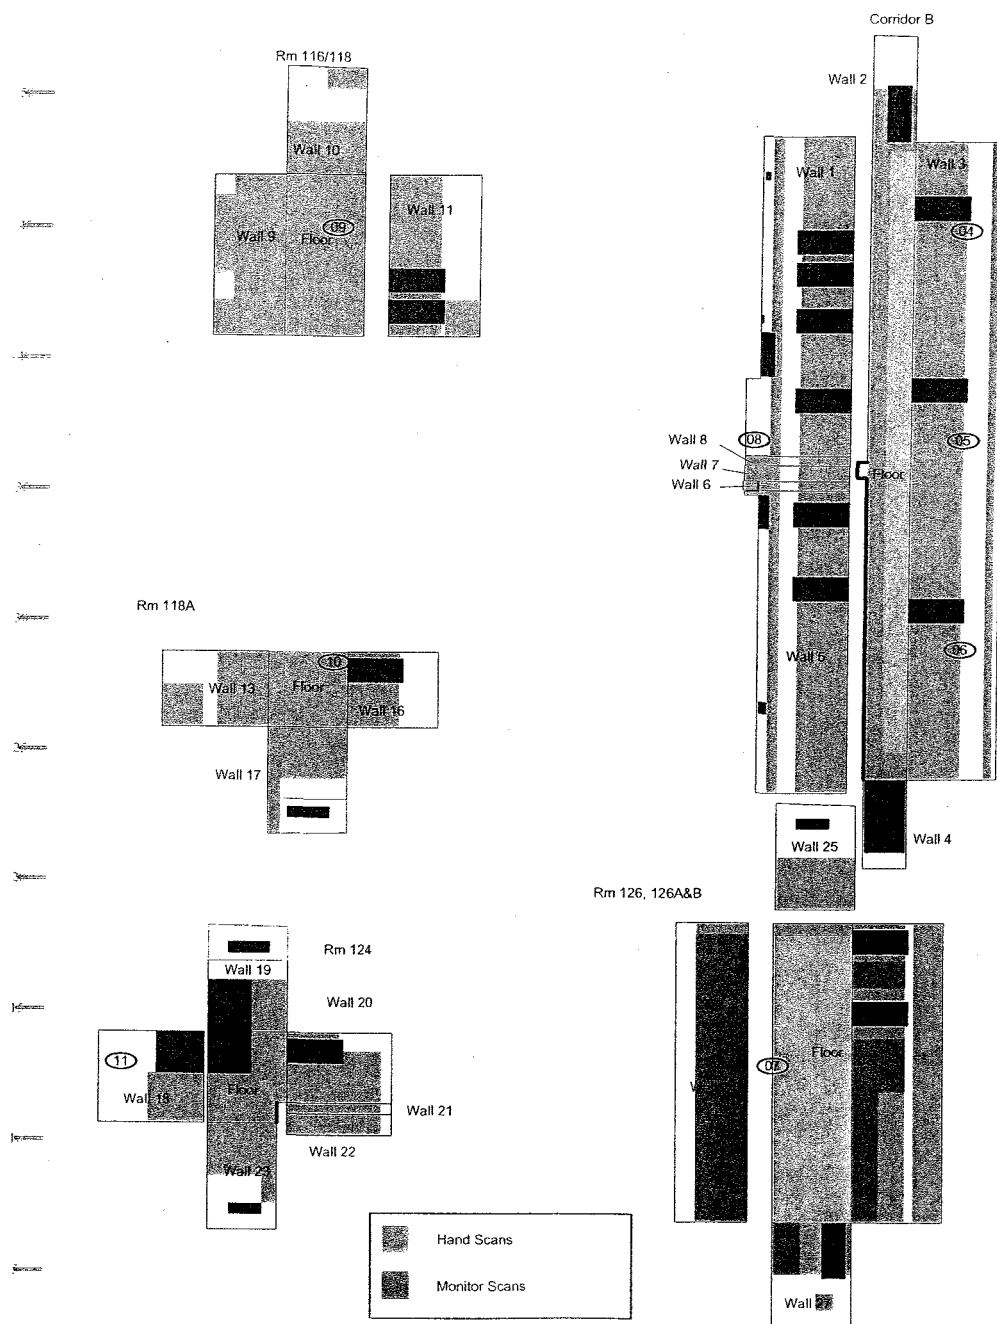 Corridor B
Rm 116/118
Wall 2
Wall 10
Wall 1
Wall 3
Wall 11
09
Wall 9
Floor
04
08
05
Wall 8
Wall 7
Floor
Wall 6
Rm 118A
06
Wall 5
10
Wall 13
Floor
Wall 16
Wall 17
Wall 4
Wall 25
Rm 126, 126A&B
Rm 124
Wall 19
Wall 20
Floor
11
07
Floor
Wall 18
Wall 21
Wall 22
Wall 23
Hand Scans
Monitor Scans
Wall 27